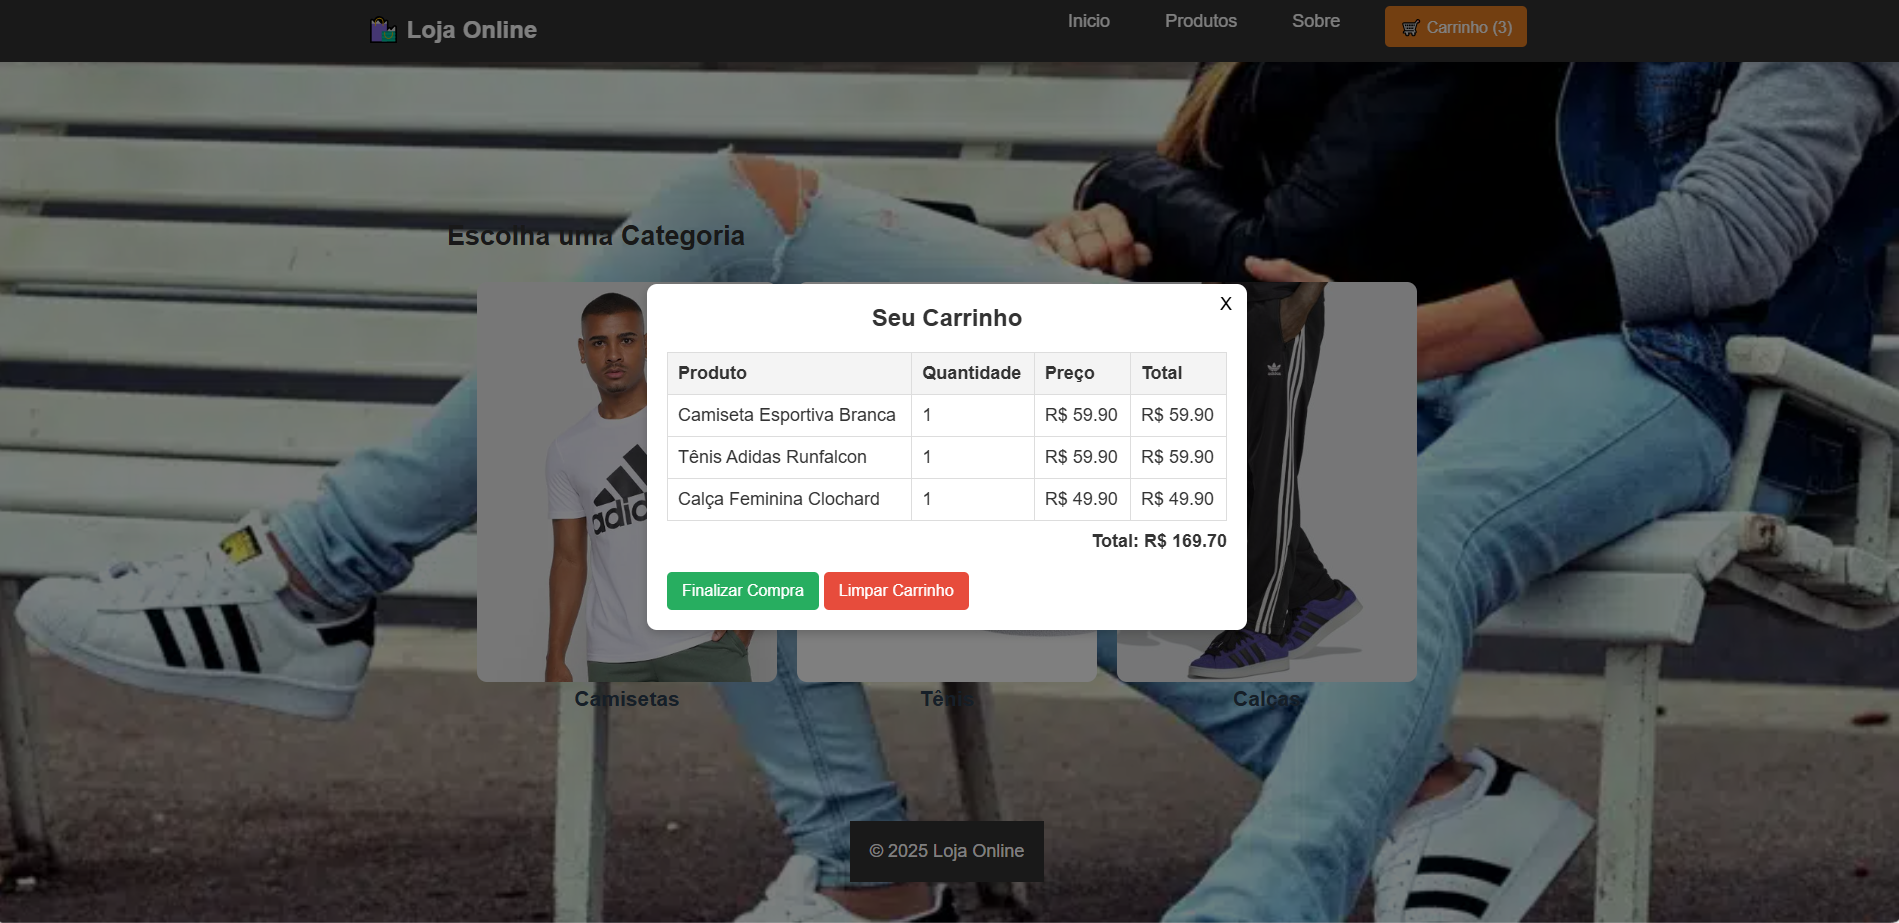 Loja Online
Inicio Produtos Sobre Carrinho (3)
Escolha uma Categoria
Seu Carrinho
X
Produto Quantidade Preço Total
Camiseta Esportiva Branca 1 R$ 59.90 R$ 59.90
Tênis Adidas Runfalcon 1 R$ 59.90 R$ 59.90
Calça Feminina Clochard 1 R$ 49.90 R$ 49.90
Total: R$ 169.70
Finalizar Compra Limpar Carrinho
adid
Camisetas Tênis Calças
© 2025 Loja Online